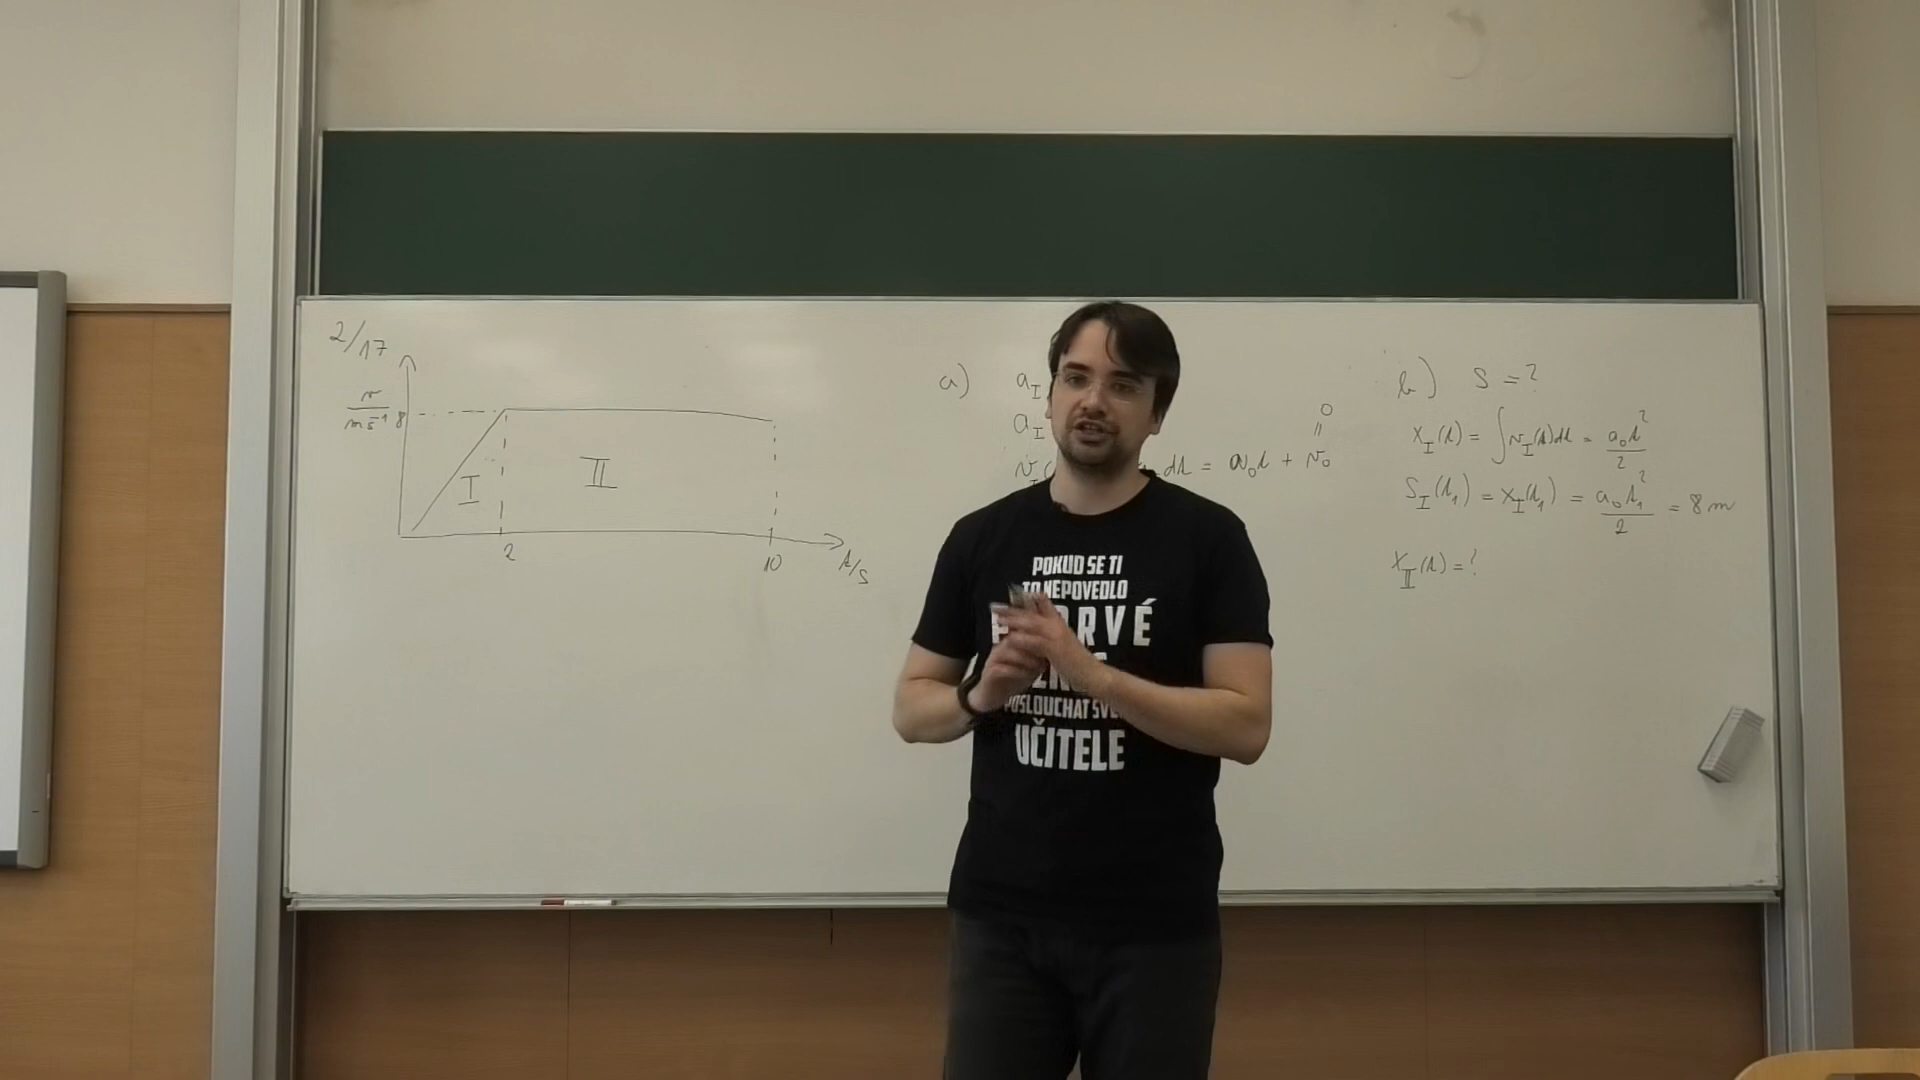 2/17
v
m s⁻¹
8
I
II
2
10
t/s
a)
a_I
a_I
v_I(
dt = a₀t + v₀
0
=
b) s = ?
x_I(t) = ∫v_I(t)dt = a₀t²/2
s_I(t₁) = x_I(t₁) = a₀t₁²/2 = 8 m
x_II(t) = ?
POKUD SE TI
TO NEPOVEDLO
POSLOUCHAT
UČITELE